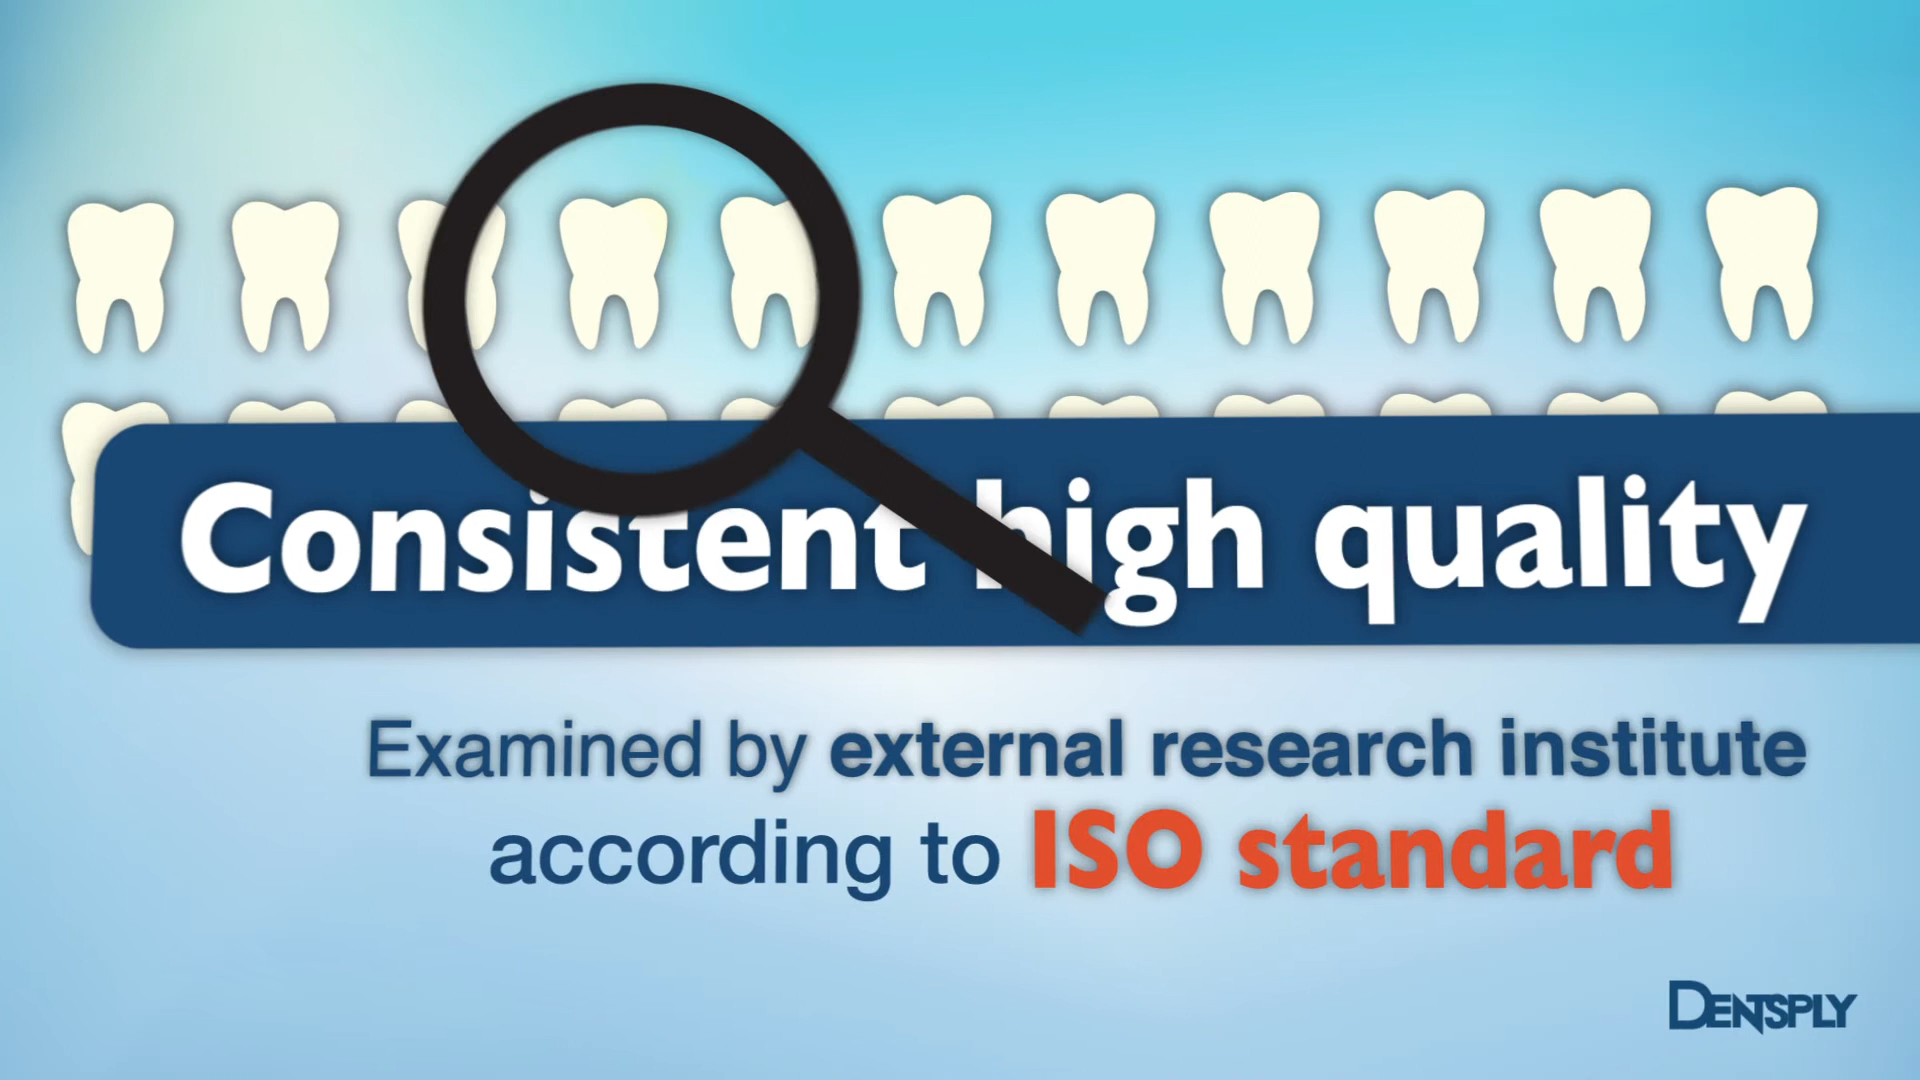 Consistent high quality
Examined by external research institute
according to ISO standard
DENTSPLY